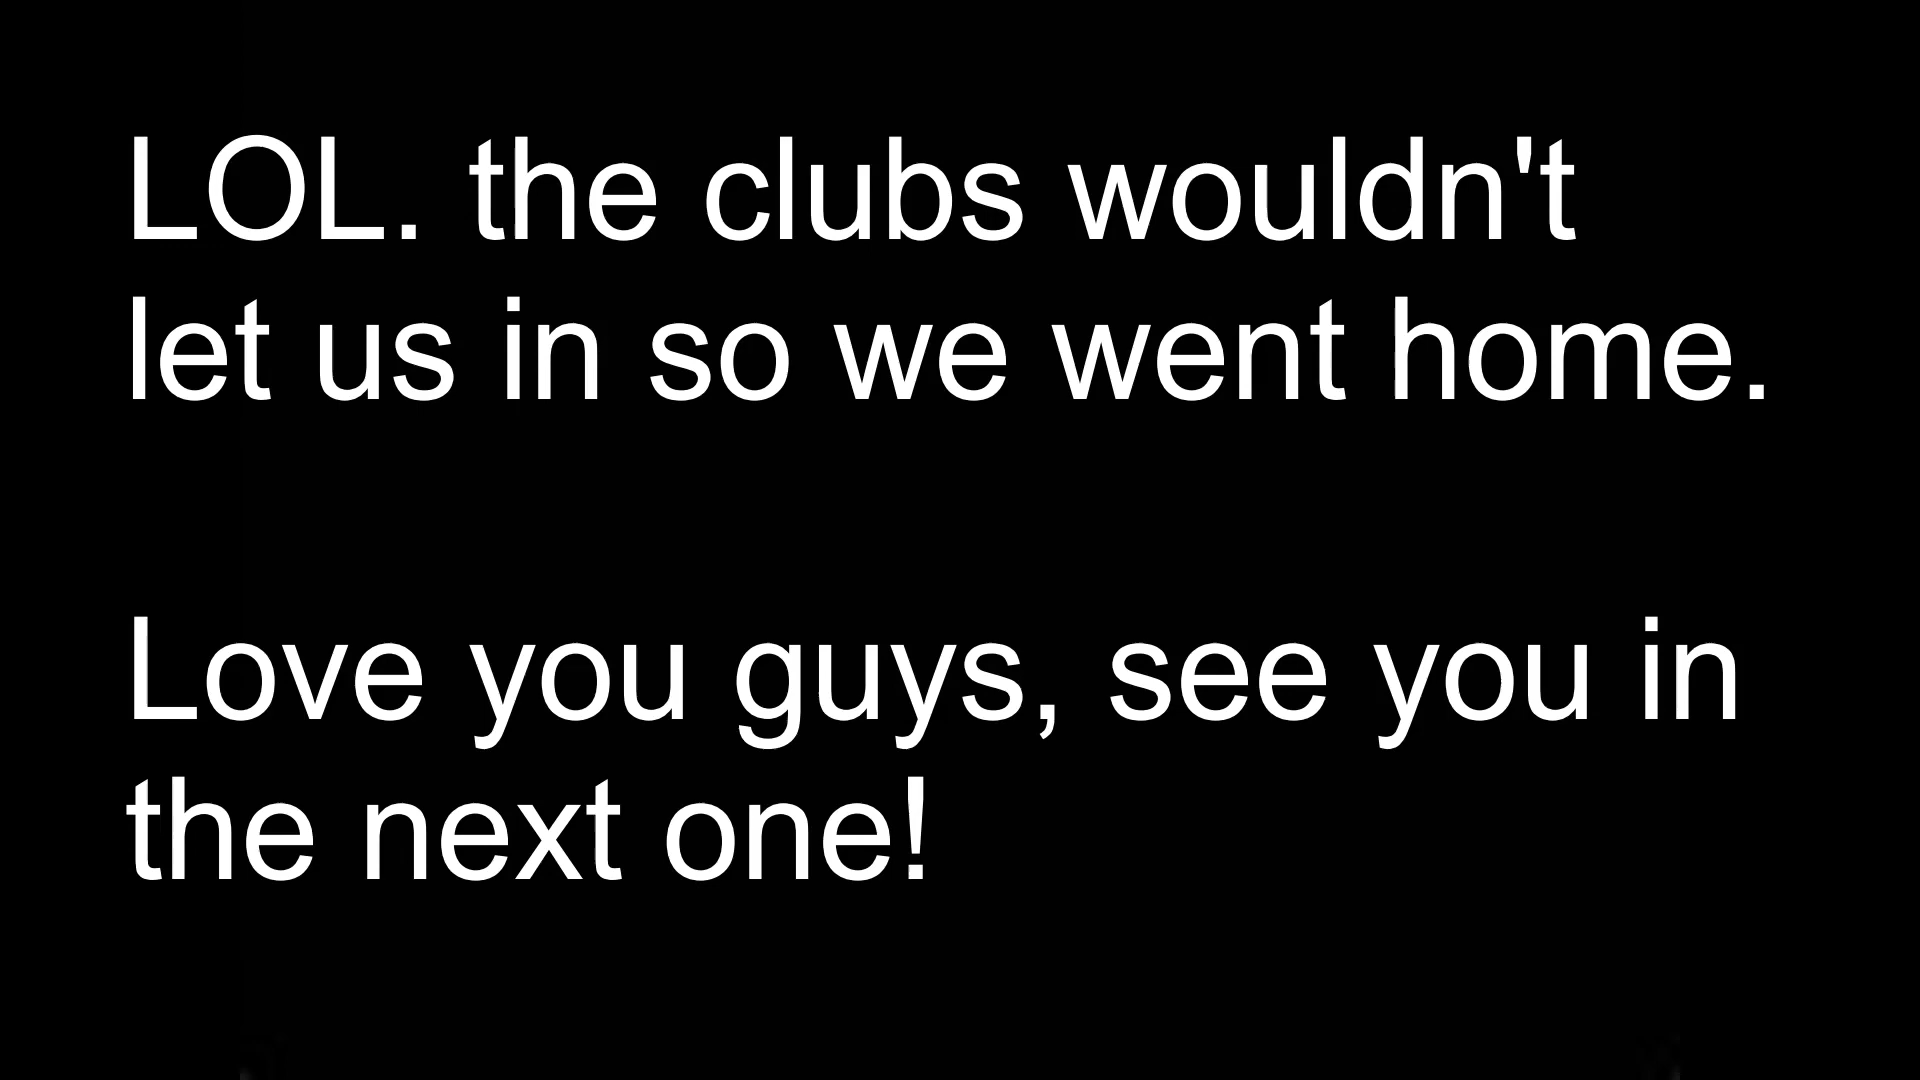 LOL. the clubs wouldn't
let us in so we went home.
Love you guys, see you in
the next one!